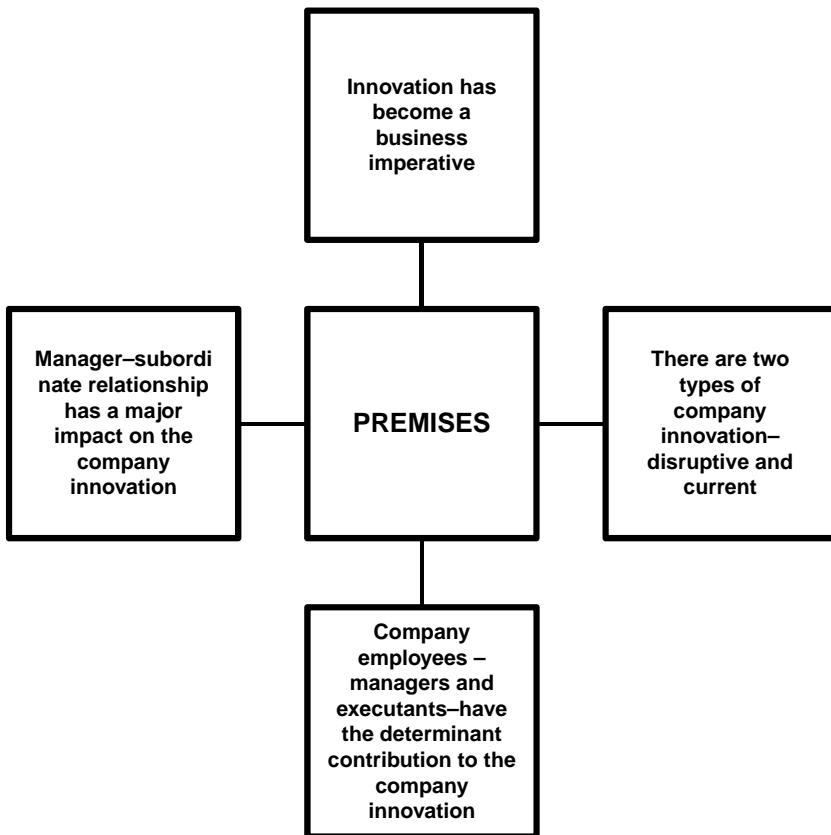 Innovation has
become a
business
imperative
Manager–subordi
nate relationship
has a major
impact on the
company
innovation
PREMISES
There are two
types of
company
innovation–
disruptive and
current
Company
employees –
managers and
executants–have
the determinant
contribution to the
company
innovation